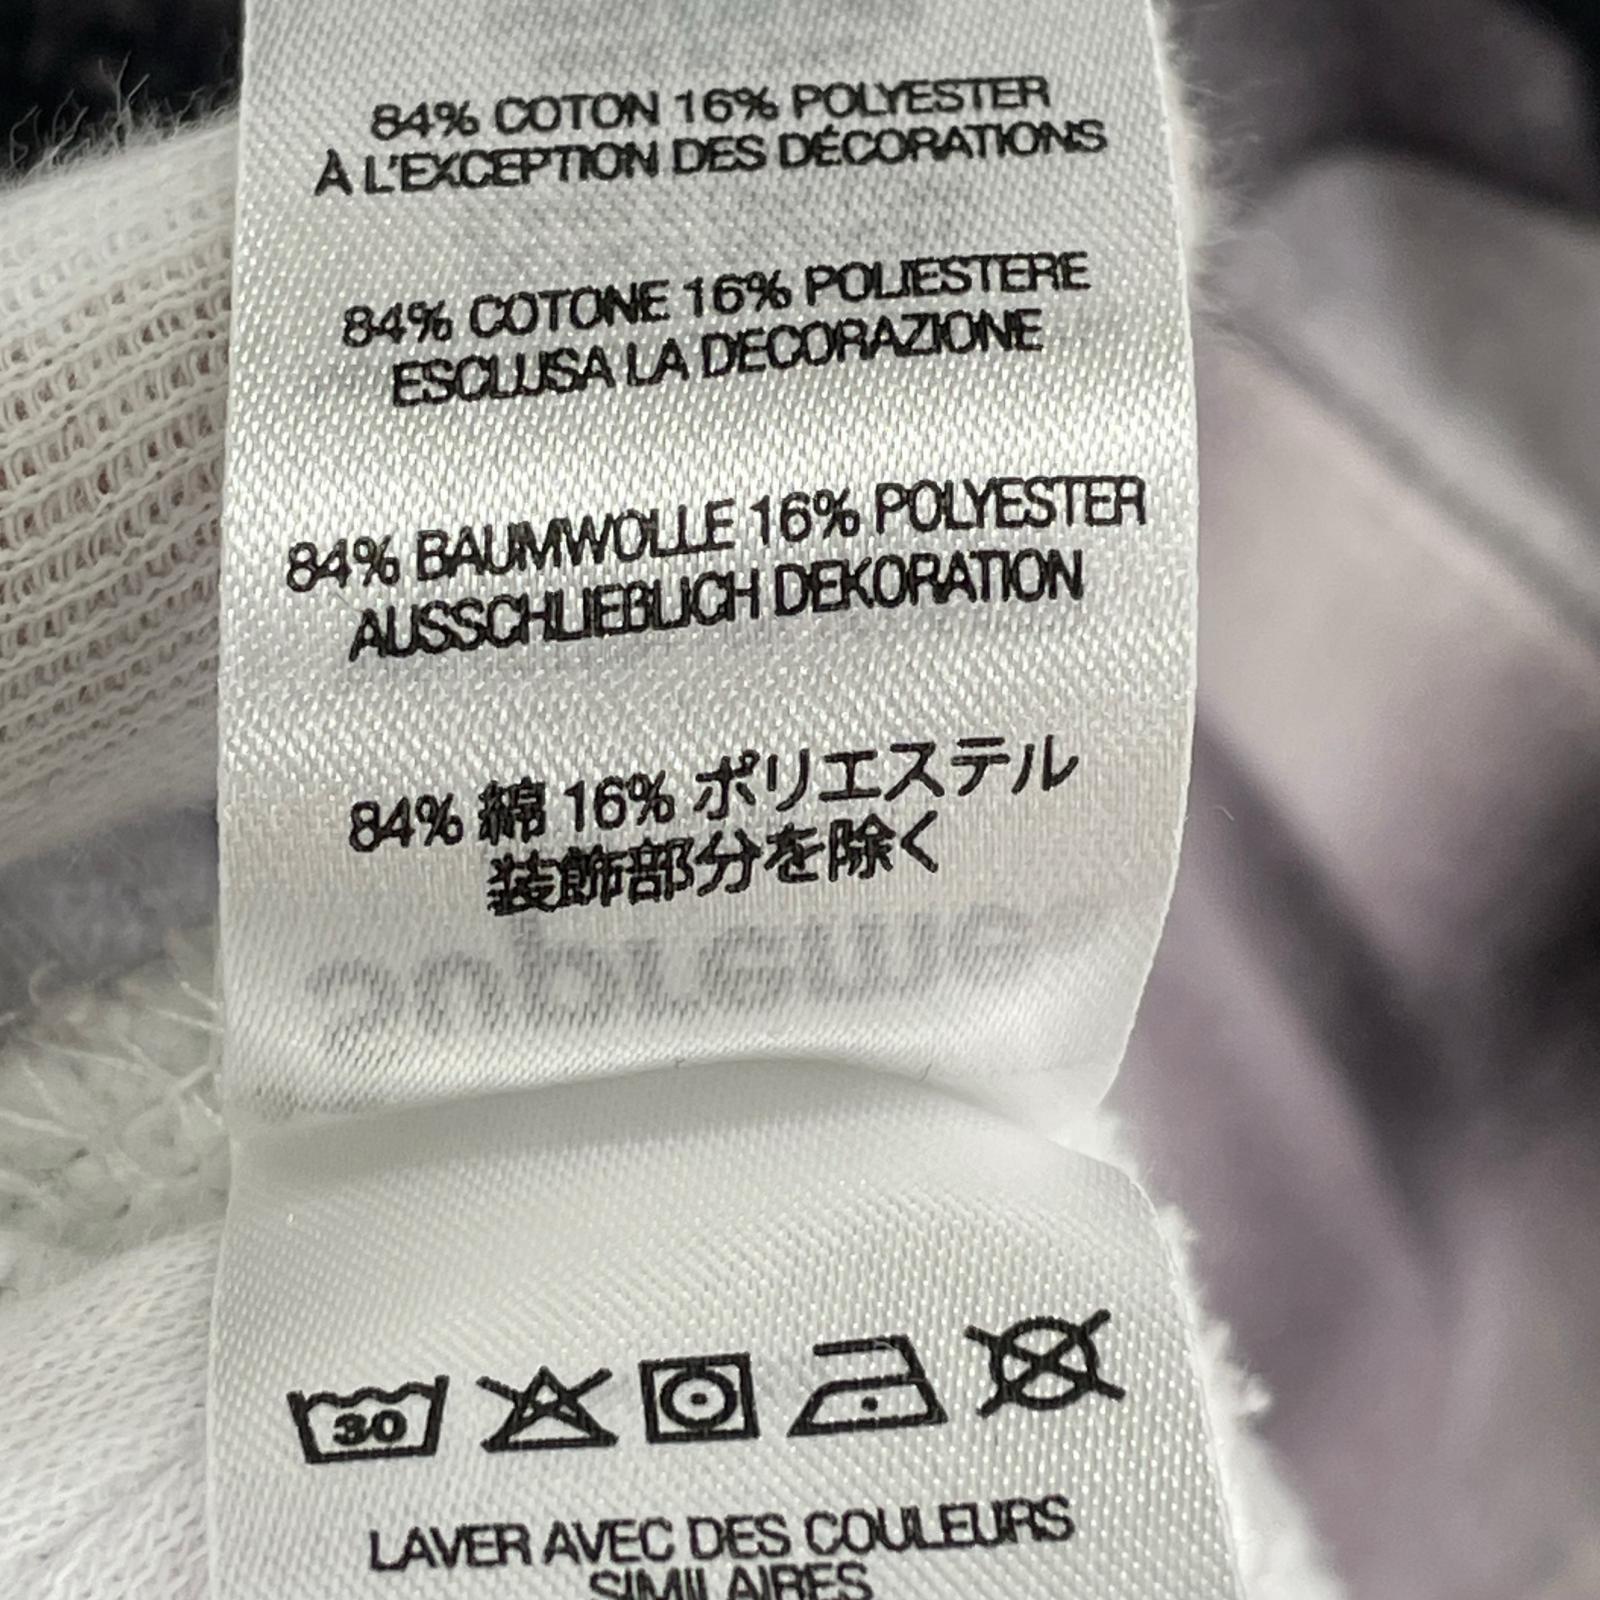 84% COTON 16% POLYESTER
À L'EXCEPTION DES DÉCORATIONS
84% COTONE 16% POLIESTERE
ESCLUSA LA DECORAZIONE
84% BAUMWOLLE 16% POLYESTER
AUSSCHLIEßLICH DEKORATION
84% 綿 16% ポリエステル
装飾部分を除く
30
LAVER AVEC DES COULEURS
SIMILAIRES